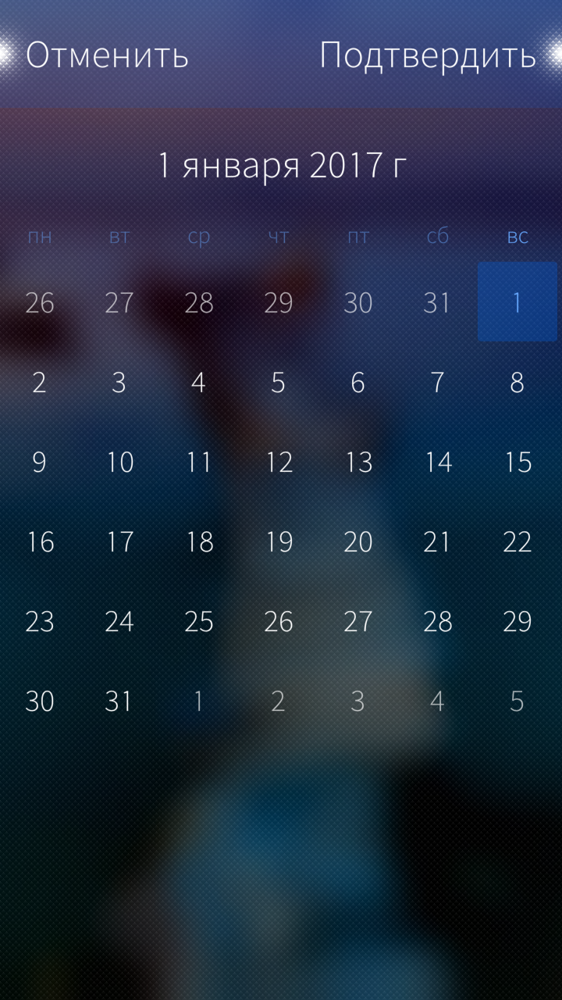 Отменить Подтвердить
1 января 2017 г
пн вт ср чт пт сб вс
26 27 28 29 30 31 1
2 3 4 5 6 7 8
9 10 11 12 13 14 15
16 17 18 19 20 21 22
23 24 25 26 27 28 29
30 31 1 2 3 4 5